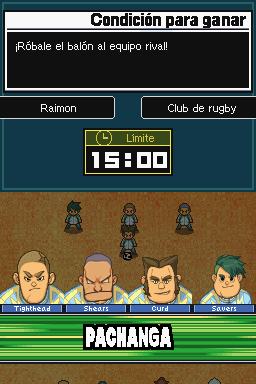 Condición para ganar
¡Róbale el balón al equipo rival!
Raimon
Club de rugby
Límite
15:00
Tighthead
Shears
Curd
Savers
PACHANGA